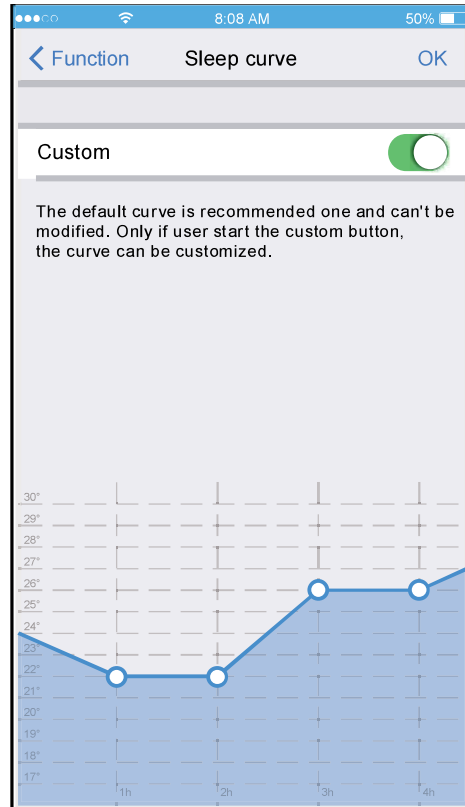 8:08 AM 50%
Function Sleep curve OK
Custom
The default curve is recommended one and can't be
modified. Only if user start the custom button,
the curve can be customized.
30°
29°
28°
27°
26°
25°
24°
23°
22°
21°
20°
19°
18°
17°
1h 2h 3h 4h